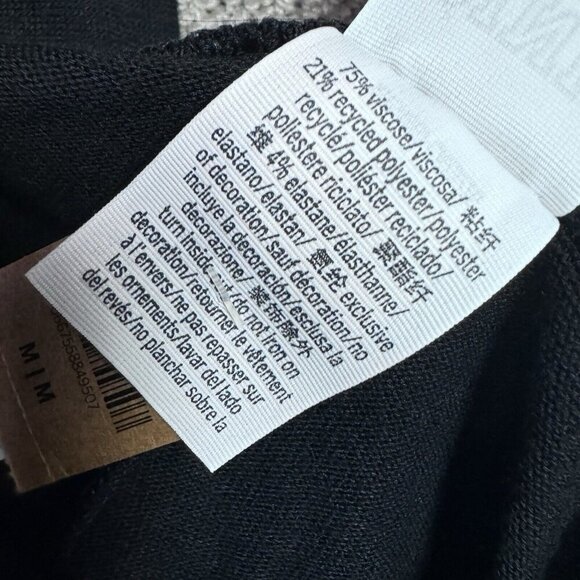 75% viscose/ viscosa/ 粘纤
21% recycled polyester/ polyester
recyclé/ poliéster reciclado/
poliestere riciclato/ 聚酯纤
维 4% elastane/ élasthanne/
elastano/ elastan/ 氨纶 exclusive
of decoration/ sauf décoration/ no
incluye la decoración/ esclusa la
decorazione/ 装饰除外
turn inside out /do not iron on
decoration/retourner le vêtement
à l'envers/ne pas repasser sur
les ornements/lavar del lado
del revés/no planchar sobre la
67558849507
M | M